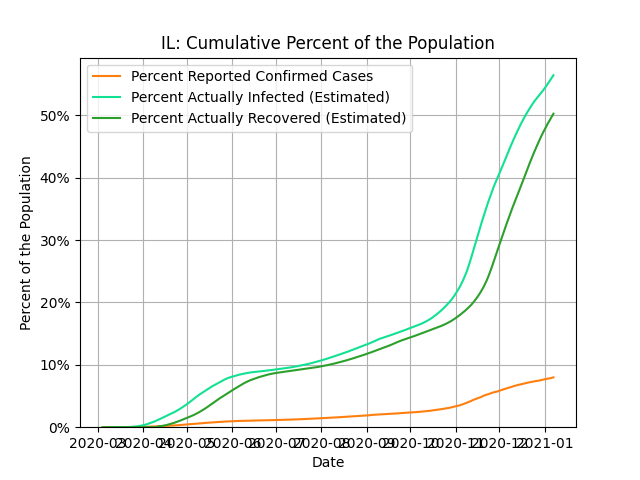 IL: Cumulative Percent of the Population
Percent Reported Confirmed Cases
Percent Actually Infected (Estimated)
Percent Actually Recovered (Estimated)
Percent of the Population
50%
40%
30%
20%
10%
0%
2020-03 2020-04 2020-05 2020-06 2020-07 2020-08 2020-09 2020-10 2020-11 2020-12 2021-01
Date